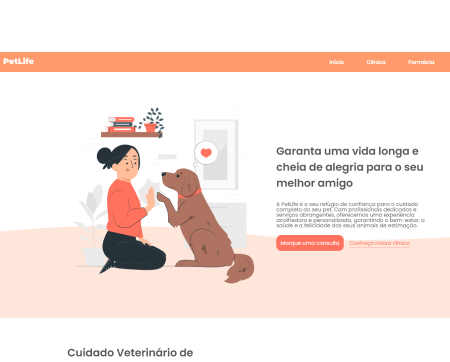 PetLife
Início
Clínica
Farmácia
Garanta uma vida longa e
cheia de alegria para o seu
melhor amigo
A PetLife é o seu refúgio de confiança para o cuidado
completo do seu pet. Com profissionais dedicados e
serviços abrangentes, oferecemos uma experiência
acolhedora e personalizada, garantindo o bem-estar, a
saúde e a felicidade dos seus animais de estimação.
Marque uma consulta
Conheça nossa clínica
Cuidado Veterinário de